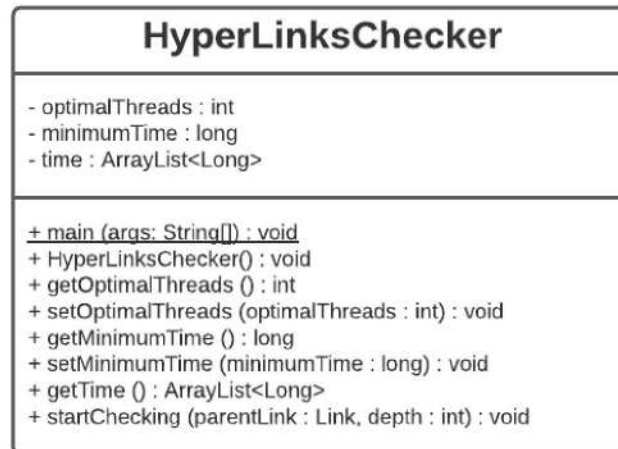 HyperLinksChecker
- optimalThreads : int
- minimumTime : long
- time : ArrayList<Long>
+ main (args: String[]) : void
+ HyperLinksChecker() : void
+ getOptimalThreads () : int
+ setOptimalThreads (optimalThreads : int) : void
+ getMinimumTime () : long
+ setMinimumTime (minimumTime : long) : void
+ getTime () : ArrayList<Long>
+ startChecking (parentLink : Link, depth : int) : void